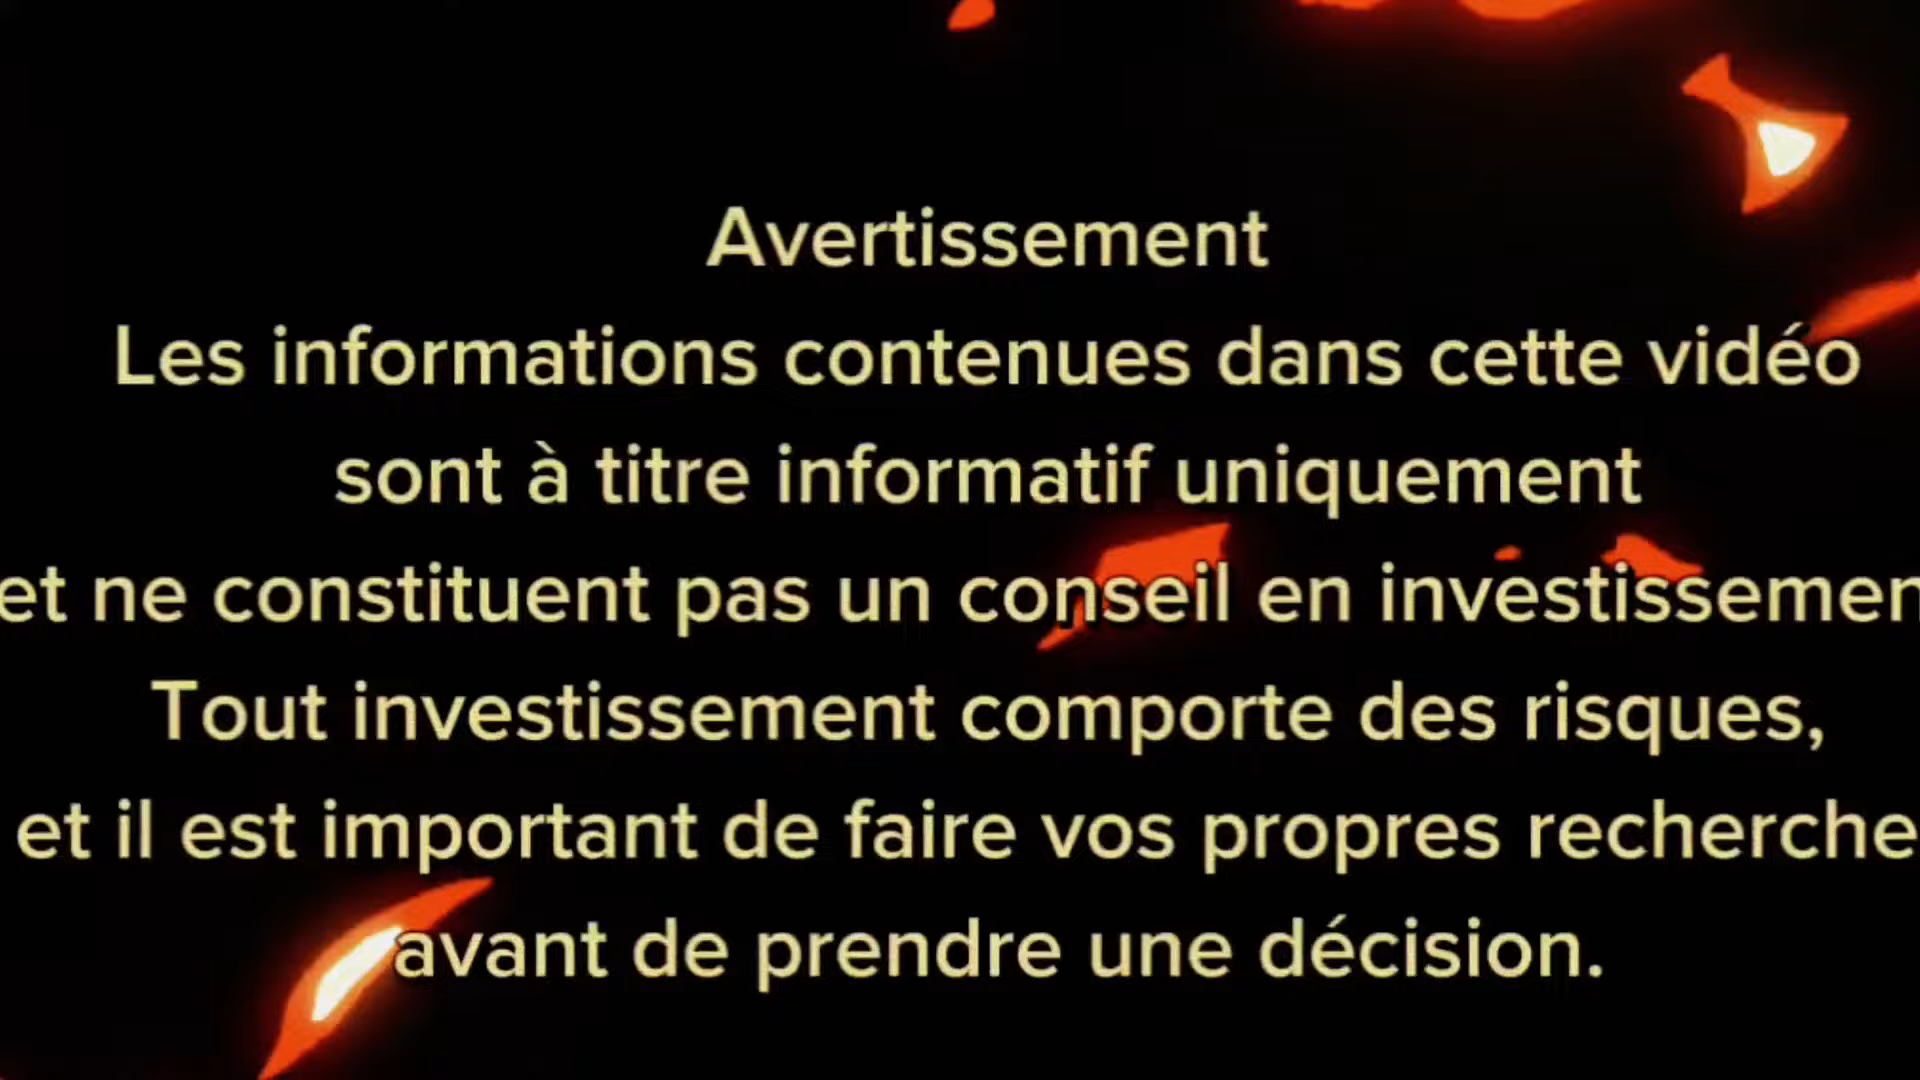 Avertissement
Les informations contenues dans cette vidéo
sont à titre informatif uniquement
et ne constituent pas un conseil en investissemen
Tout investissement comporte des risques,
et il est important de faire vos propres recherche
avant de prendre une décision.